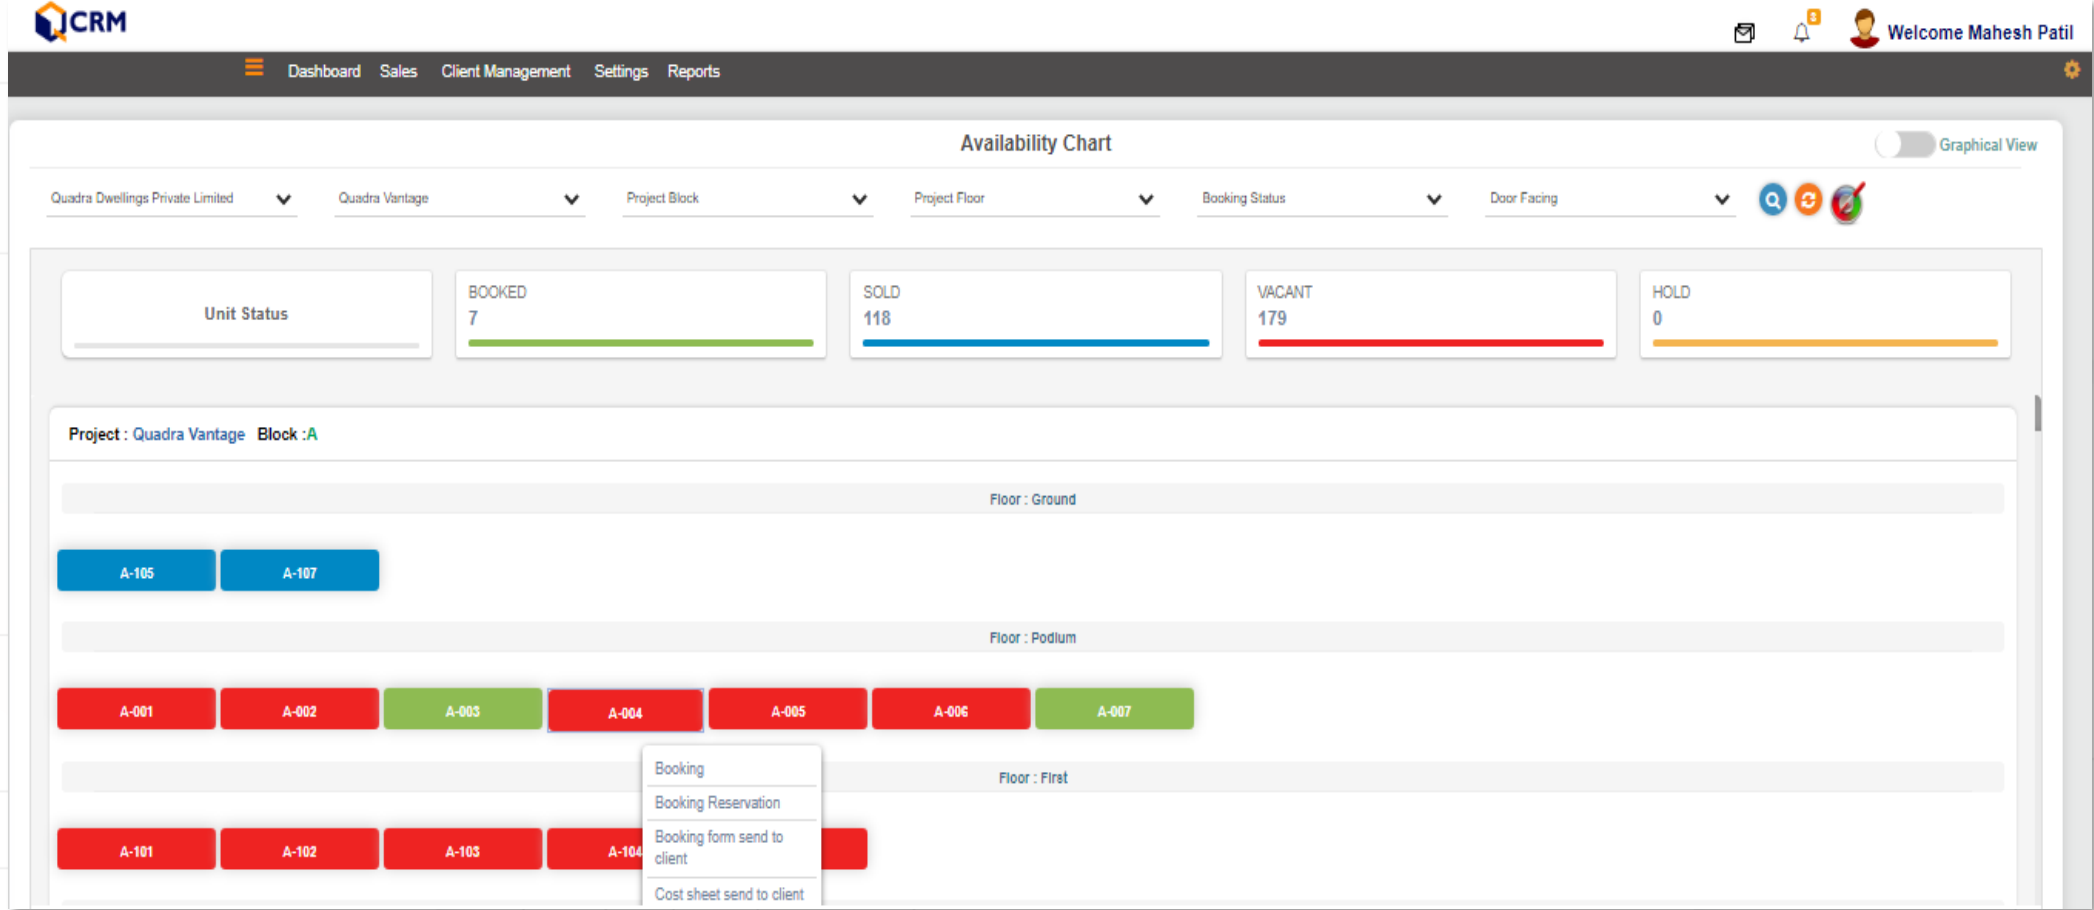 CRM
8
Welcome Mahesh Patil
Dashboard Sales Client Management Settings Reports
Availability Chart
Graphical View
Quadra Dwellings Private Limited Quadra Vantage Project Block Project Floor Booking Status Door Facing
Unit Status
BOOKED
7
SOLD
118
VACANT
179
HOLD
0
Project : Quadra Vantage Block :A
Floor : Ground
A-105 A-107
Floor : Podium
A-001 A-002 A-003 A-004 A-005 A-006 A-007
Floor : First
A-101 A-102 A-103 A-104
Booking
Booking Reservation
Booking form send to
client
Cost sheet send to client